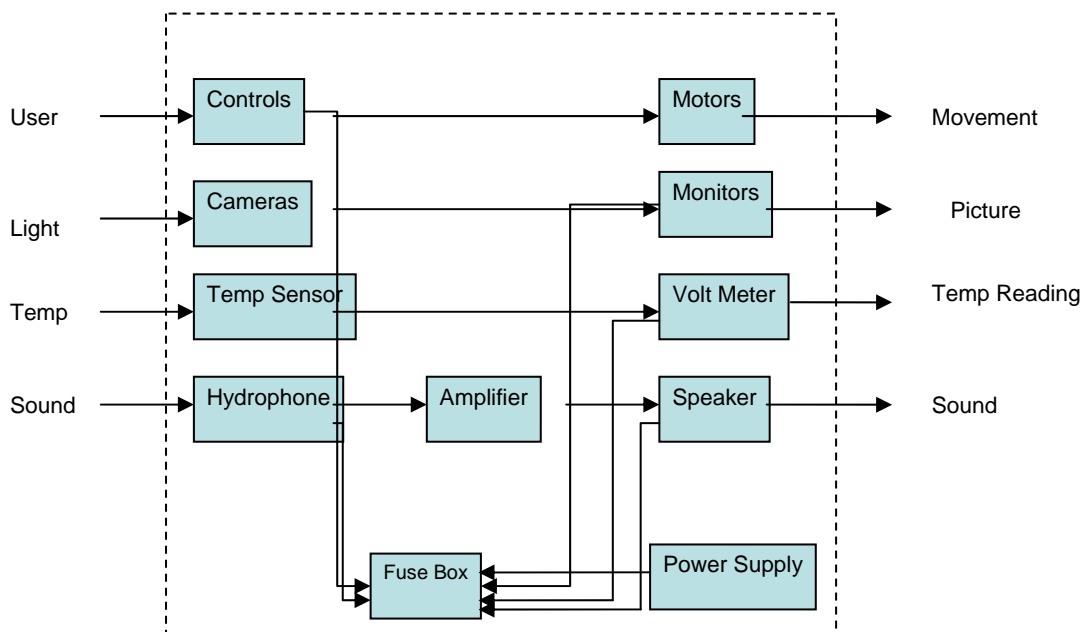 User
Controls
Motors
Movement
Light
Cameras
Monitors
Picture
Temp
Temp Sensor
Volt Meter
Temp Reading
Sound
Hydrophone
Amplifier
Speaker
Sound
Fuse Box
Power Supply